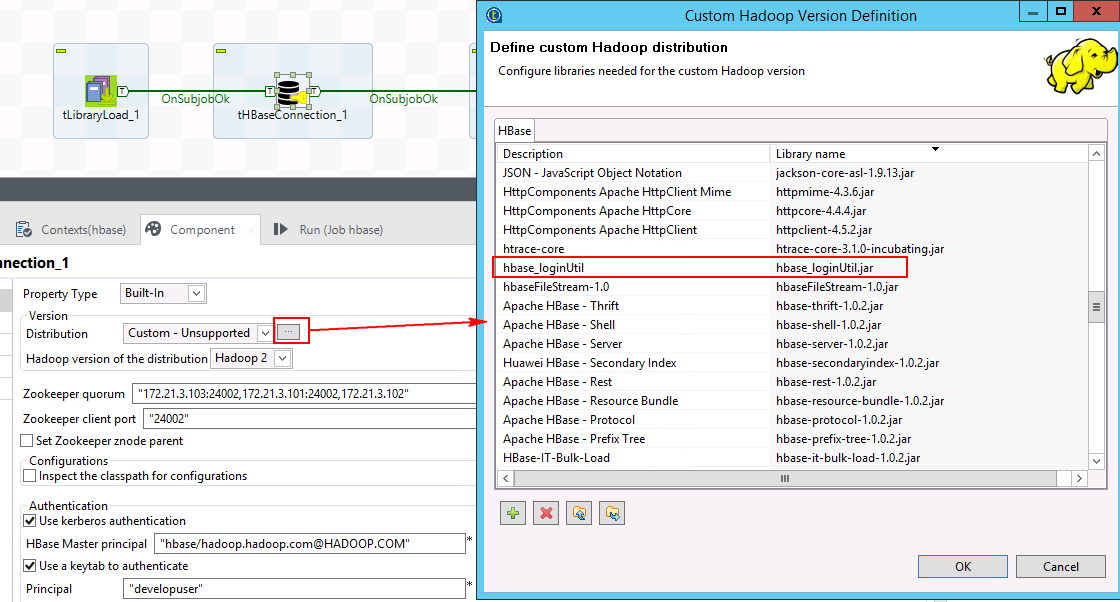 Custom Hadoop Version Definition
Define custom Hadoop distribution
Configure libraries needed for the custom Hadoop version
T
T
T
OnSubjobOk
OnSubjobOk
tLibraryLoad_1
tHBaseConnection_1
Contexts(hbase)
Component
Run (Job hbase)
nnection_1
Property Type
Built-In
Version
Distribution
Custom - Unsupported
...
Hadoop version of the distribution
Hadoop 2
Zookeeper quorum
"172.21.3.103:24002,172.21.3.101:24002,172.21.3.102"
Zookeeper client port
"24002"
Set Zookeeper znode parent
Configurations
Inspect the classpath for configurations
Authentication
Use kerberos authentication
HBase Master principal
"hbase/hadoop.hadoop.com@HADOOP.COM"
*
Use a keytab to authenticate
Principal
"developuser"
*
HBase
Description Library name
JSON - JavaScript Object Notation jackson-core-asl-1.9.13.jar
HttpComponents Apache HttpClient Mime httpmime-4.3.6.jar
HttpComponents Apache HttpCore httpcore-4.4.4.jar
HttpComponents Apache HttpClient httpclient-4.5.2.jar
htrace-core htrace-core-3.1.0-incubating.jar
hbase_loginUtil hbase_loginUtil.jar
hbaseFileStream-1.0 hbaseFileStream-1.0.jar
Apache HBase - Thrift hbase-thrift-1.0.2.jar
Apache HBase - Shell hbase-shell-1.0.2.jar
Apache HBase - Server hbase-server-1.0.2.jar
Huawei HBase - Secondary Index hbase-secondaryindex-1.0.2.jar
Apache HBase - Rest hbase-rest-1.0.2.jar
Apache HBase - Resource Bundle hbase-resource-bundle-1.0.2.jar
Apache HBase - Protocol hbase-protocol-1.0.2.jar
Apache HBase - Prefix Tree hbase-prefix-tree-1.0.2.jar
HBase-IT-Bulk-Load hbase-it-bulk-load-1.0.2.jar
OK
Cancel